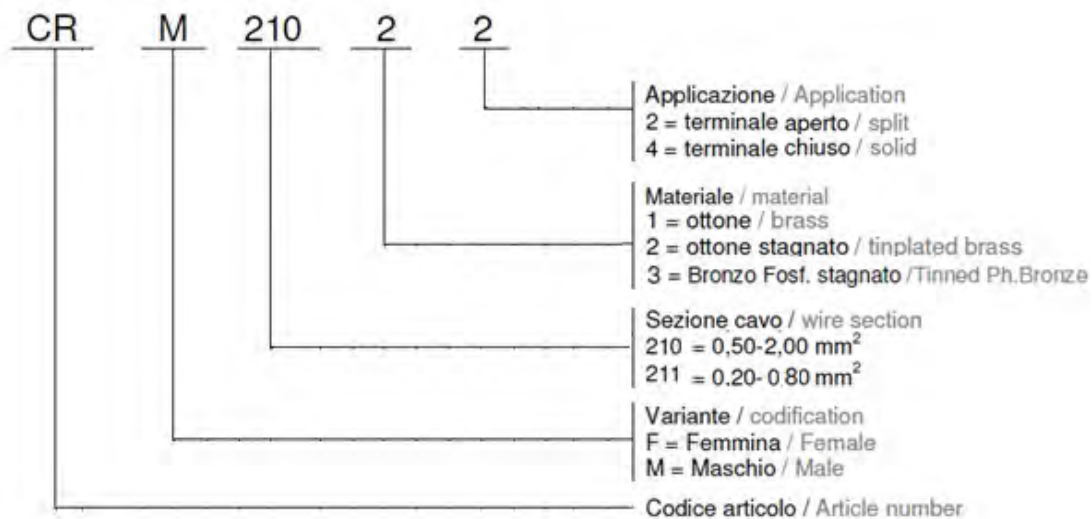 CR M 210 2 2
Applicazione / Application
2 = terminale aperto / split
4 = terminale chiuso / solid
Materiale / material
1 = ottone / brass
2 = ottone stagnato / tinplated brass
3 = Bronzo Fosf. stagnato /Tinned Ph.Bronze
Sezione cavo / wire section
210 = 0,50-2,00 mm²
211 = 0.20- 0.80 mm²
Variante / codification
F = Femmina / Female
M = Maschio / Male
Codice articolo / Article number